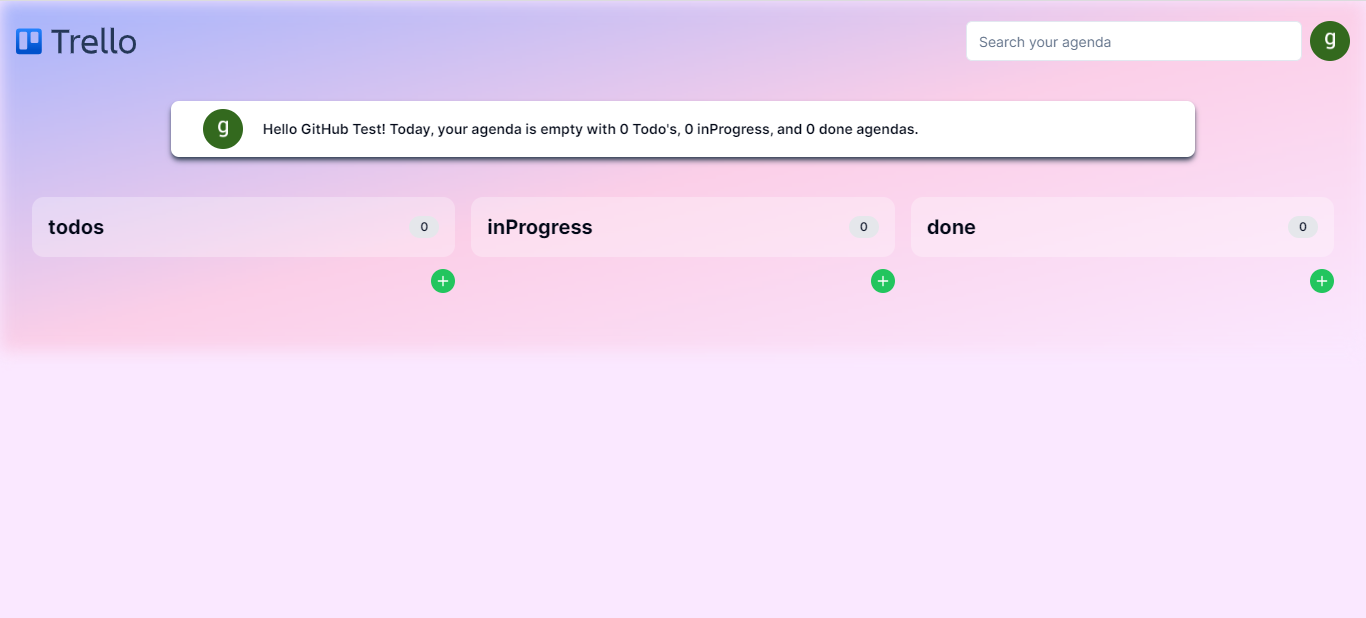 Trello
Search your agenda
g
g
Hello GitHub Test! Today, your agenda is empty with 0 Todo's, 0 inProgress, and 0 done agendas.
todos
0
inProgress
0
done
0